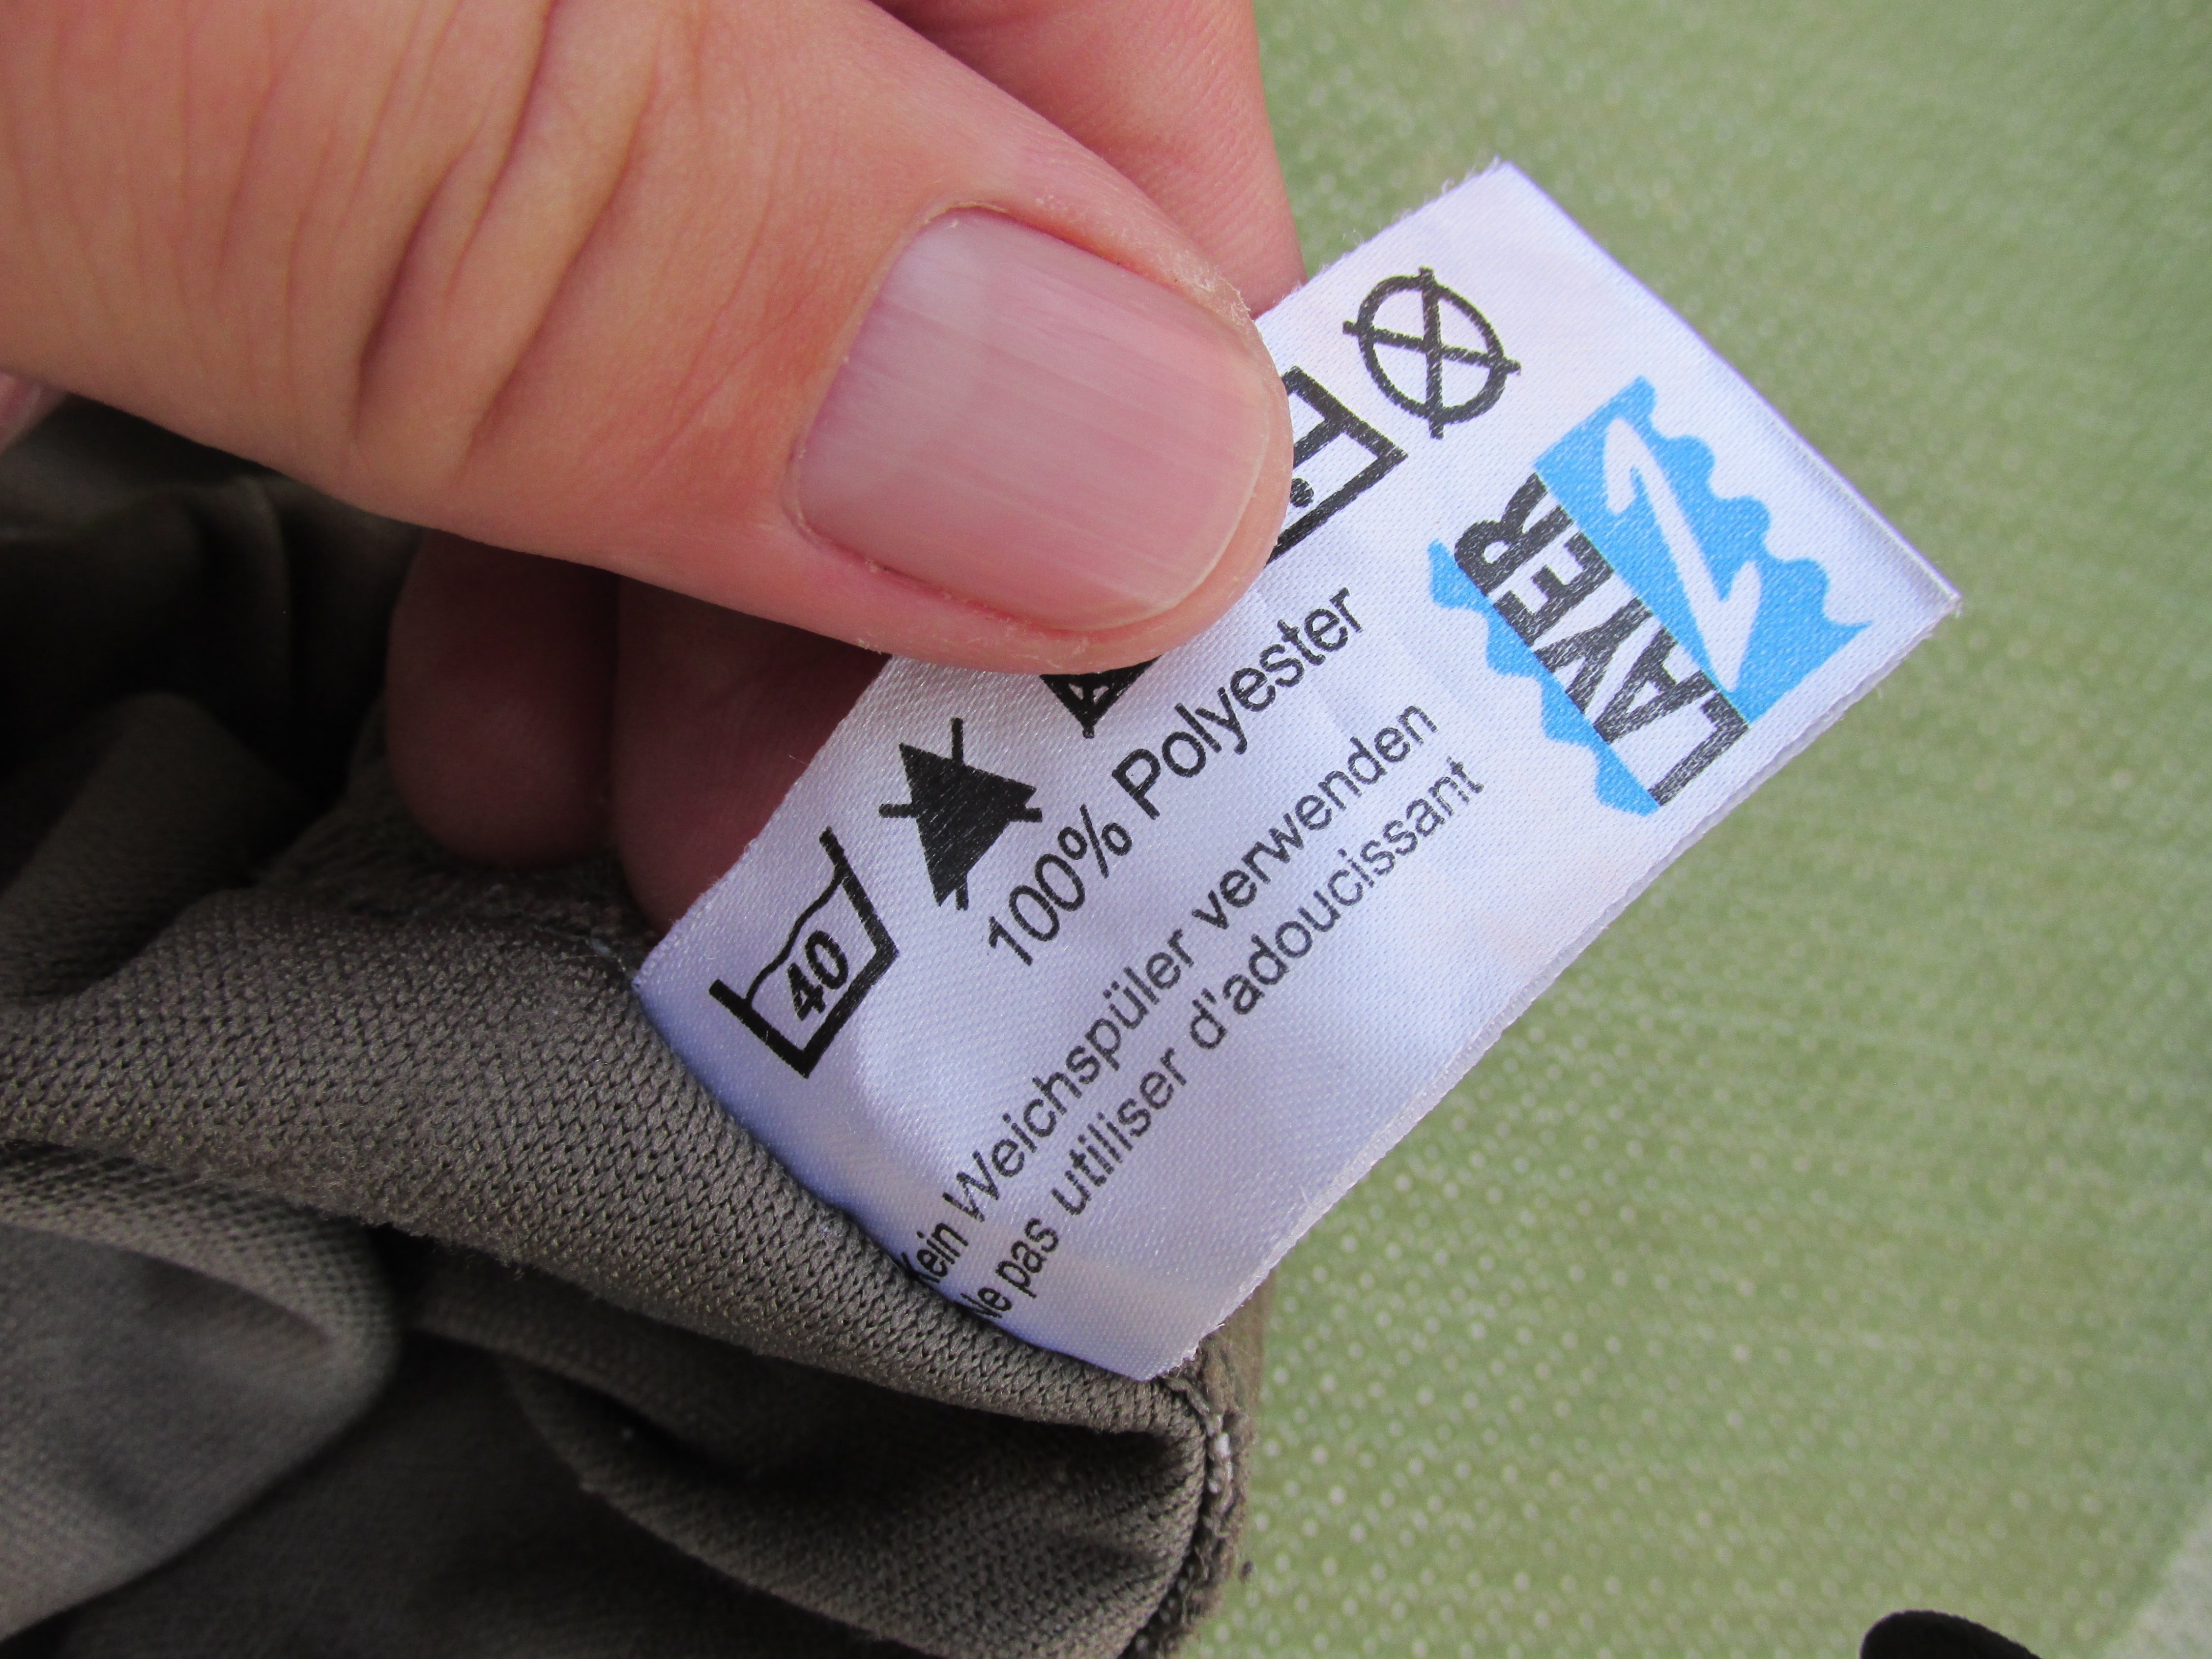 40
100% Polyester
Kein Weichspüler verwenden
Ne pas utiliser d'adoucissant
LAYER 2